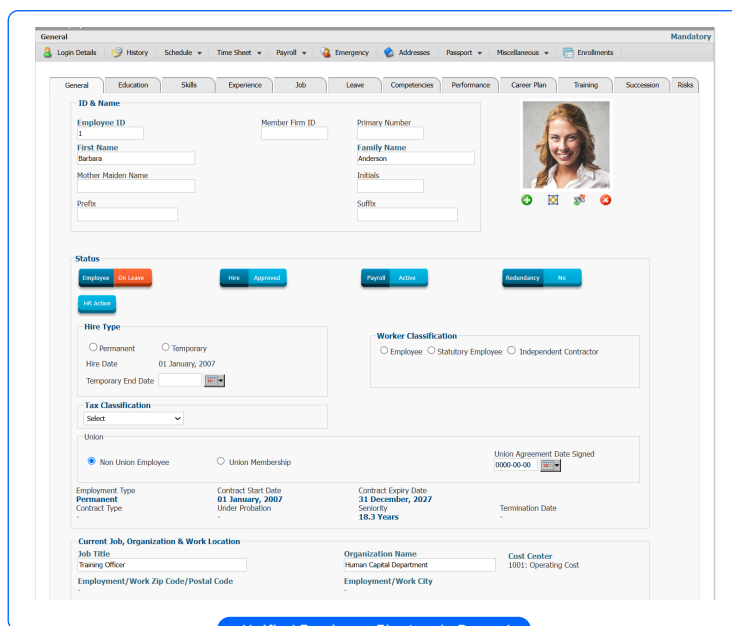 General Mandatory
Login Details History Schedule Time Sheet Payroll Emergency Addresses Passport Miscellaneous Enrollments
General Education Skills Experience Job Leave Competencies Performance Career Plan Training Succession Risks
ID & Name
Employee ID Member Firm ID Primary Number
1
First Name Family Name
Barbara Anderson
Mother Maiden Name Initials
Prefix Suffix
Status
Employee On Leave Hire Approved Payroll Active Redundancy No
HR Action
Hire Type Worker Classification
Permanent Temporary Employee Statutory Employee Independent Contractor
Hire Date 01 January, 2007
Temporary End Date
Tax Classification
Select
Union
Union Agreement Date Signed
Non Union Employee Union Membership 0000-00-00
Employment Type Contract Start Date Contract Expiry Date
Permanent 01 January, 2007 31 December, 2027
Contract Type Under Probation Seniority Termination Date
- - 18.3 Years -
Current Job, Organization & Work Location
Job Title Organization Name Cost Center
Training Officer Human Capital Department 1001: Operating Cost
Employment/Work Zip Code/Postal Code Employment/Work City
- -